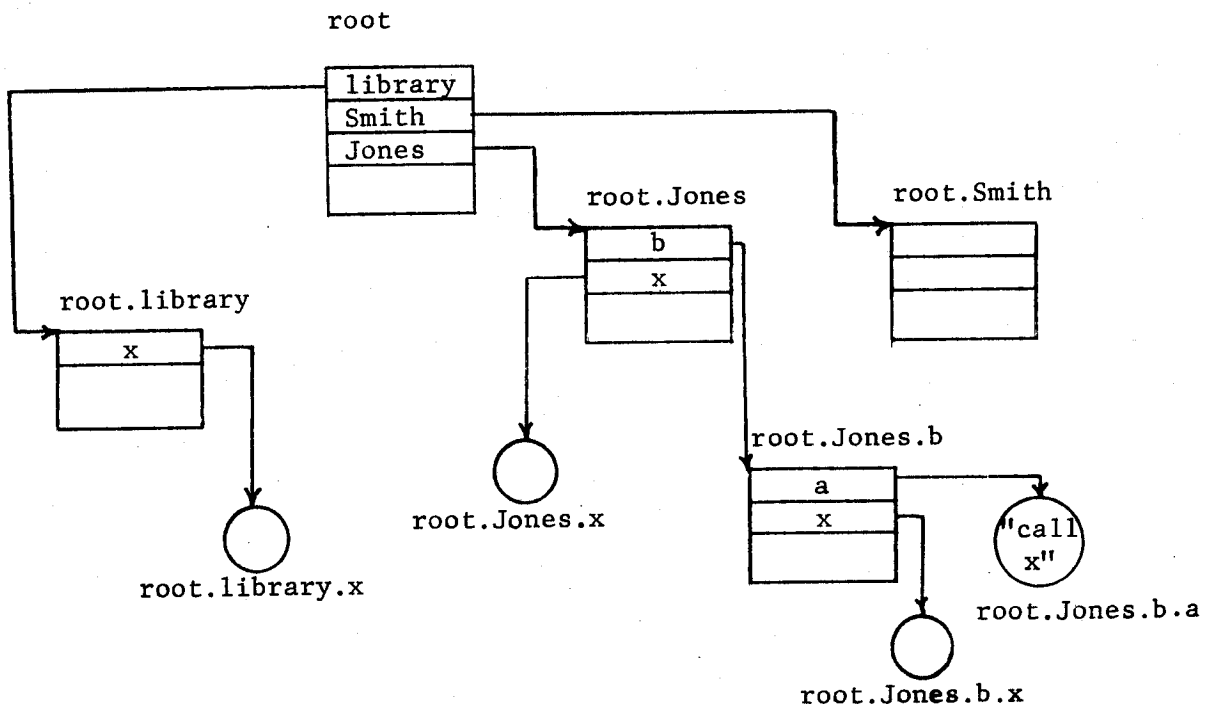 root
library
Smith
Jones
root.Jones
root.Smith
b
x
root.library
x
root.Jones.b
a
x
root.Jones.x
"call
x"
root.library.x
root.Jones.b.a
root.Jones.b.x